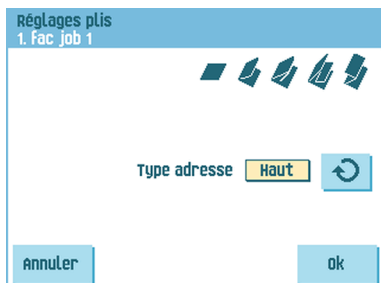 Réglages plis
1. Fac job 1
Type adresse Haut
Annuler Ok